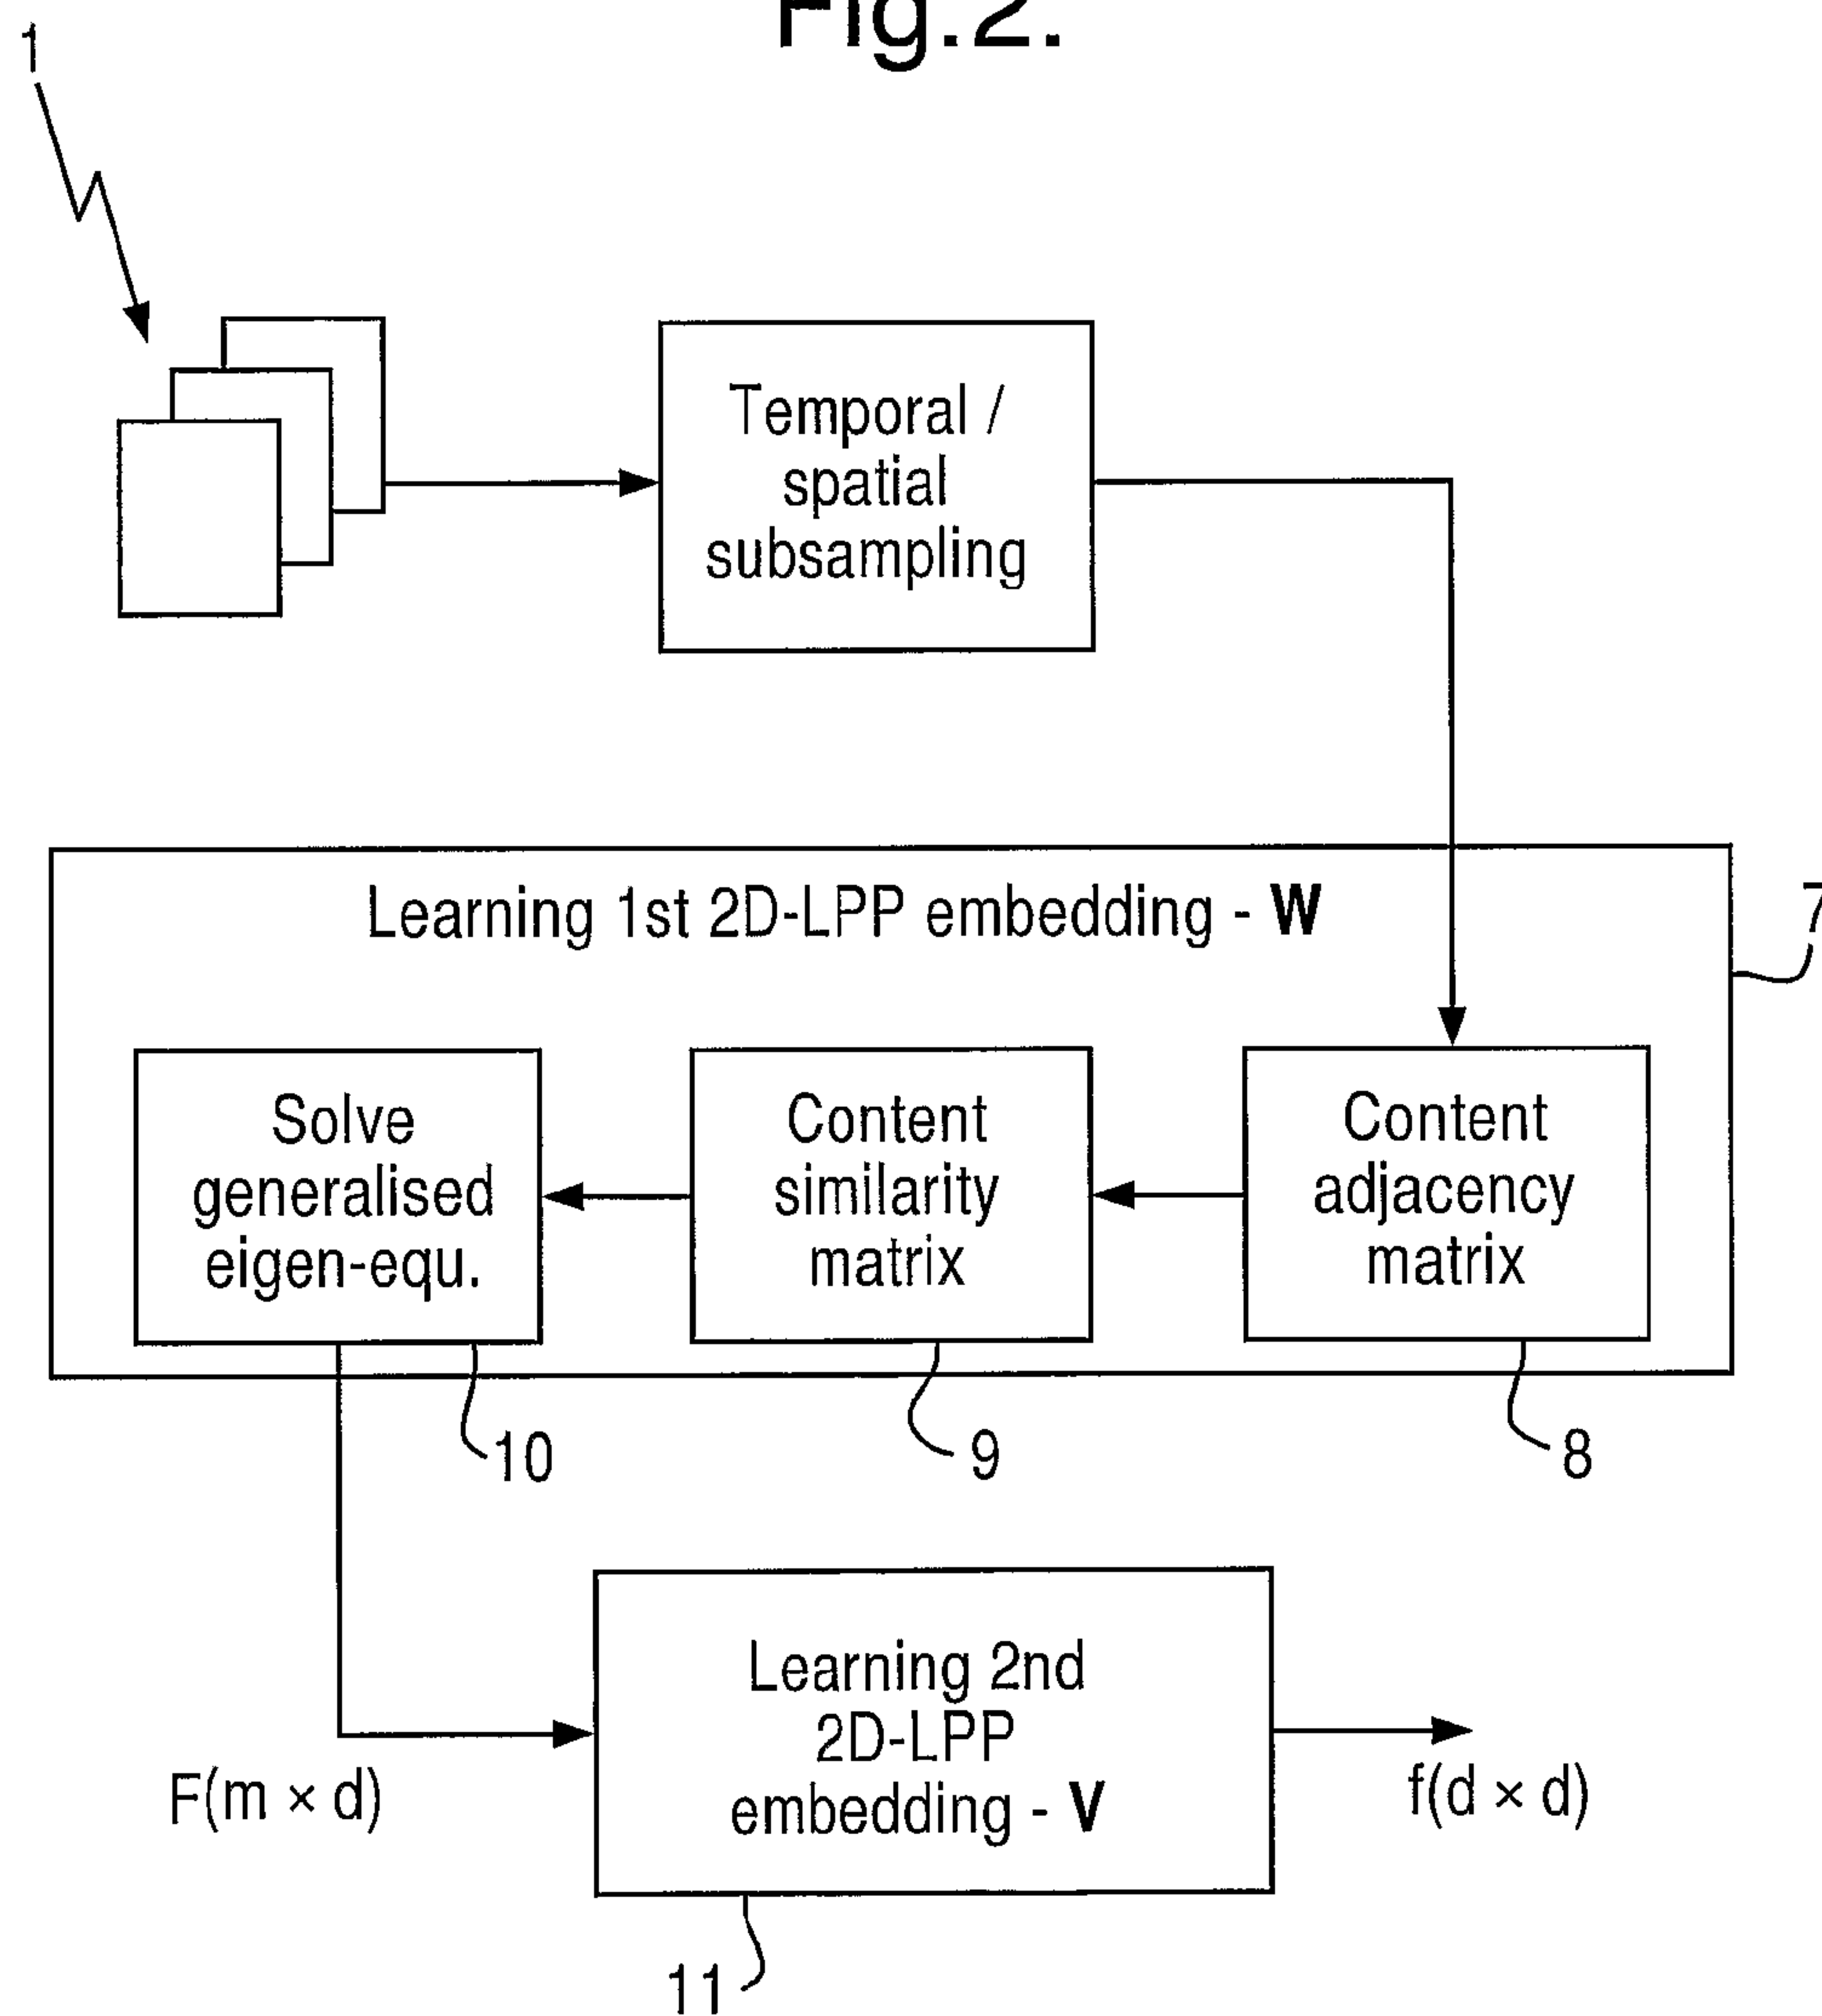 Fig.2.
1
Temporal /
spatial
subsampling
Learning 1st 2D-LPP embedding - W
7
Solve
generalised
eigen-equ.
Content
similarity
matrix
Content
adjacency
matrix
10
9
8
Learning 2nd
2D-LPP
embedding - V
F(m × d)
f(d × d)
11